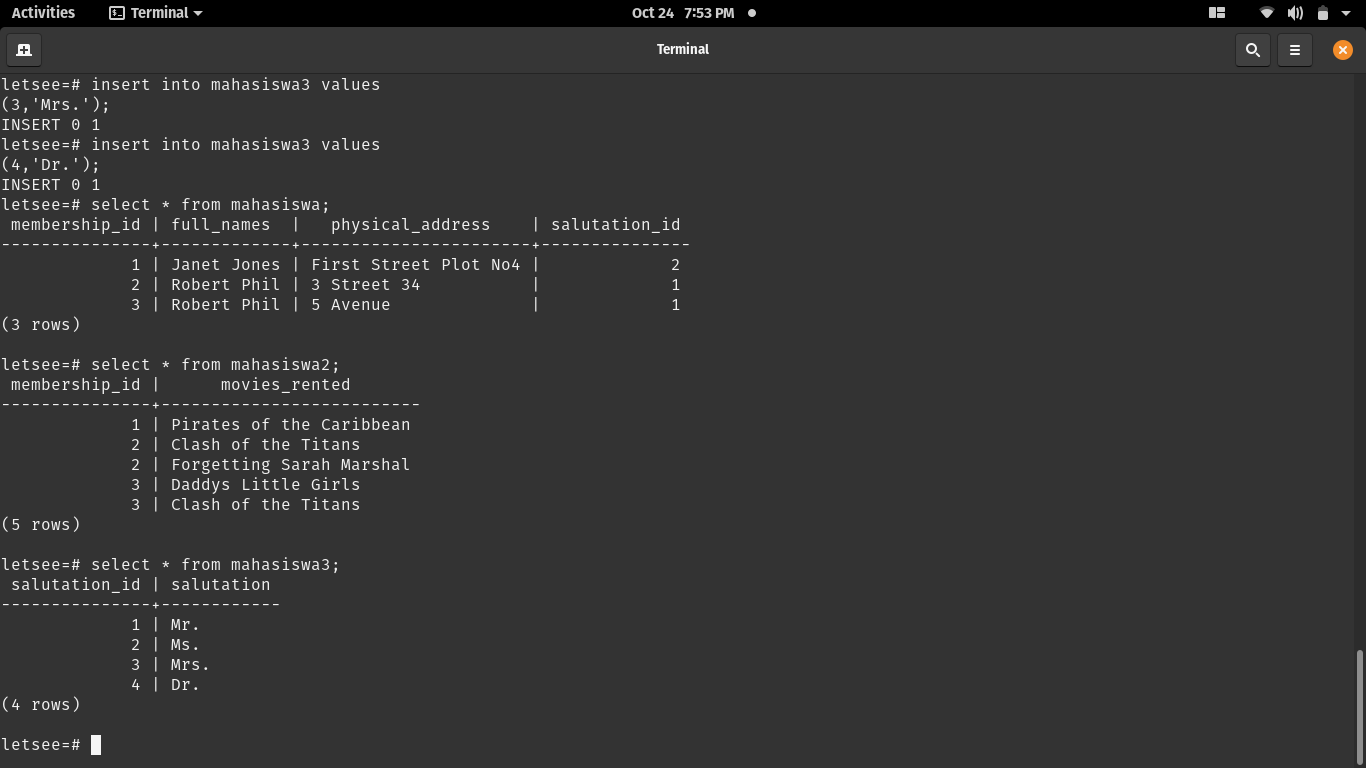 Activities Terminal Oct 24 7:53 PM
Terminal
letsee=# insert into mahasiswa3 values
(3,'Mrs.');
INSERT 0 1
letsee=# insert into mahasiswa3 values
(4,'Dr.');
INSERT 0 1
letsee=# select * from mahasiswa;
 membership_id | full_names  |   physical_address    | salutation_id
---------------+-------------+-----------------------+---------------
             1 | Janet Jones | First Street Plot No4 |             2
             2 | Robert Phil | 3 Street 34           |             1
             3 | Robert Phil | 5 Avenue              |             1
(3 rows)

letsee=# select * from mahasiswa2;
 membership_id |      movies_rented
---------------+--------------------------
             1 | Pirates of the Caribbean
             2 | Clash of the Titans
             2 | Forgetting Sarah Marshal
             3 | Daddys Little Girls
             3 | Clash of the Titans
(5 rows)

letsee=# select * from mahasiswa3;
 salutation_id | salutation
---------------+------------
             1 | Mr.
             2 | Ms.
             3 | Mrs.
             4 | Dr.
(4 rows)

letsee=#